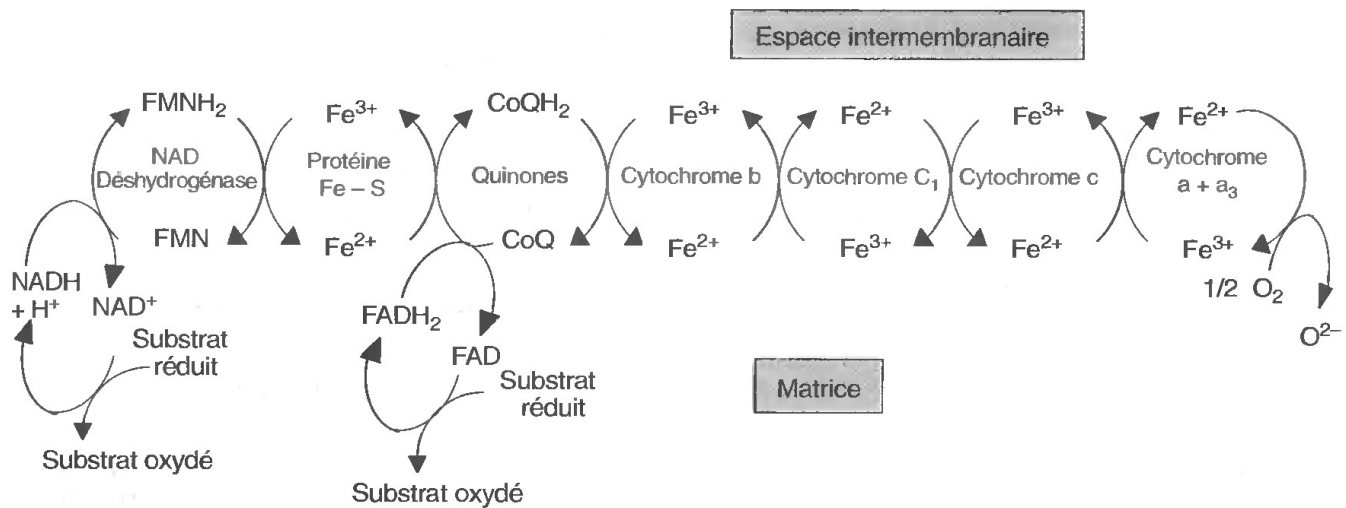 Espace intermembranaire
FMNH₂
Fe³⁺
CoQH₂
Fe³⁺
Fe²⁺
Fe³⁺
Fe²⁺
NAD
Déshydrogénase
Protéine
Fe – S
Quinones
Cytochrome b
Cytochrome C₁
Cytochrome c
Cytochrome
a + a₃
FMN
Fe²⁺
CoQ
Fe²⁺
Fe³⁺
Fe²⁺
Fe³⁺
NADH
+ H⁺
NAD⁺
1/2 O₂
O²⁻
FADH₂
FAD
Substrat
réduit
Substrat
réduit
Matrice
Substrat oxydé
Substrat oxydé